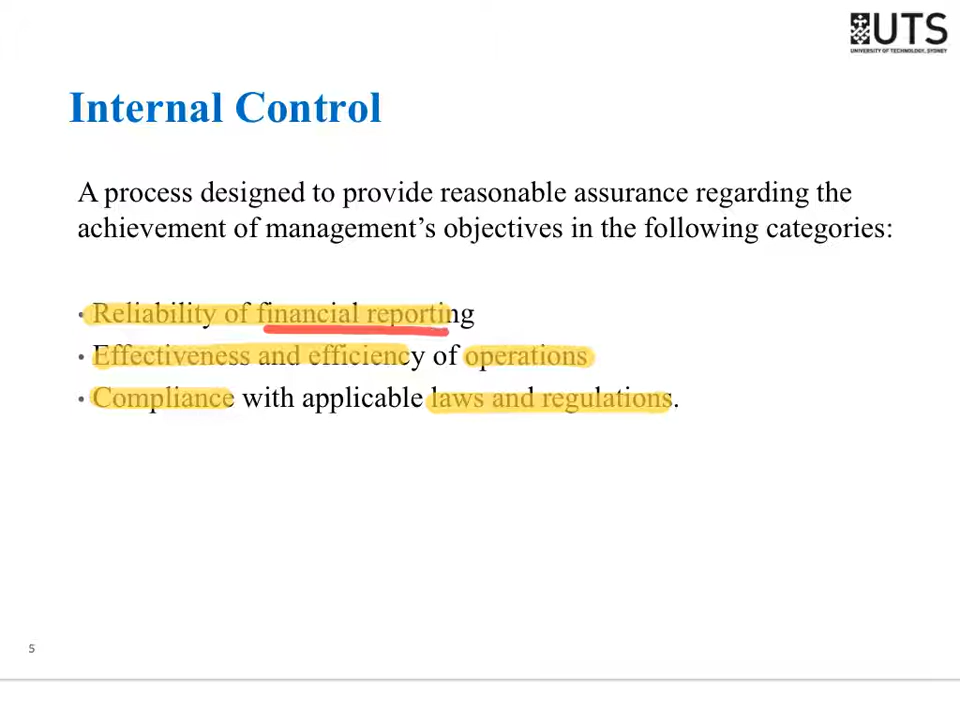 UTS
UNIVERSITY OF TECHNOLOGY, SYDNEY
Internal Control
A process designed to provide reasonable assurance regarding the
achievement of management’s objectives in the following categories:
• Reliability of financial reporting
• Effectiveness and efficiency of operations
• Compliance with applicable laws and regulations.
5